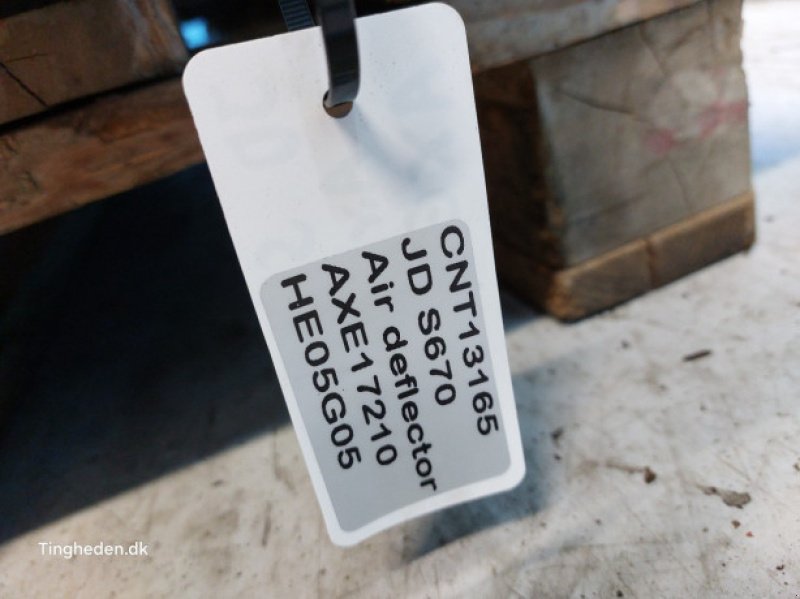 CNT13165
JD S670
Air deflector
AXE17210
HE05G05
Tingheden.dk